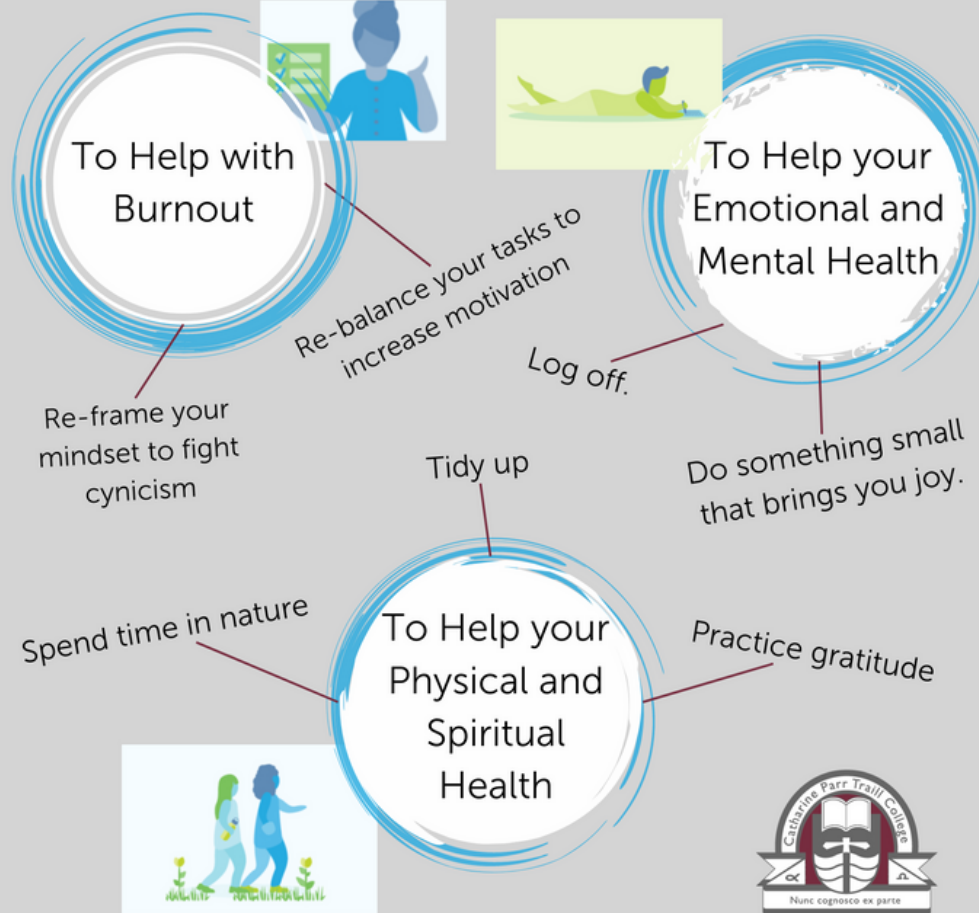 To Help with
Burnout
Re-balance your tasks to
increase motivation
Re-frame your
mindset to fight
cynicism
To Help your
Emotional and
Mental Health
Log off.
Do something small
that brings you joy.
Tidy up
Spend time in nature
To Help your
Physical and
Spiritual
Health
Practice gratitude
Catharine Parr Traill College
α Ω
Nunc cognosco ex parte